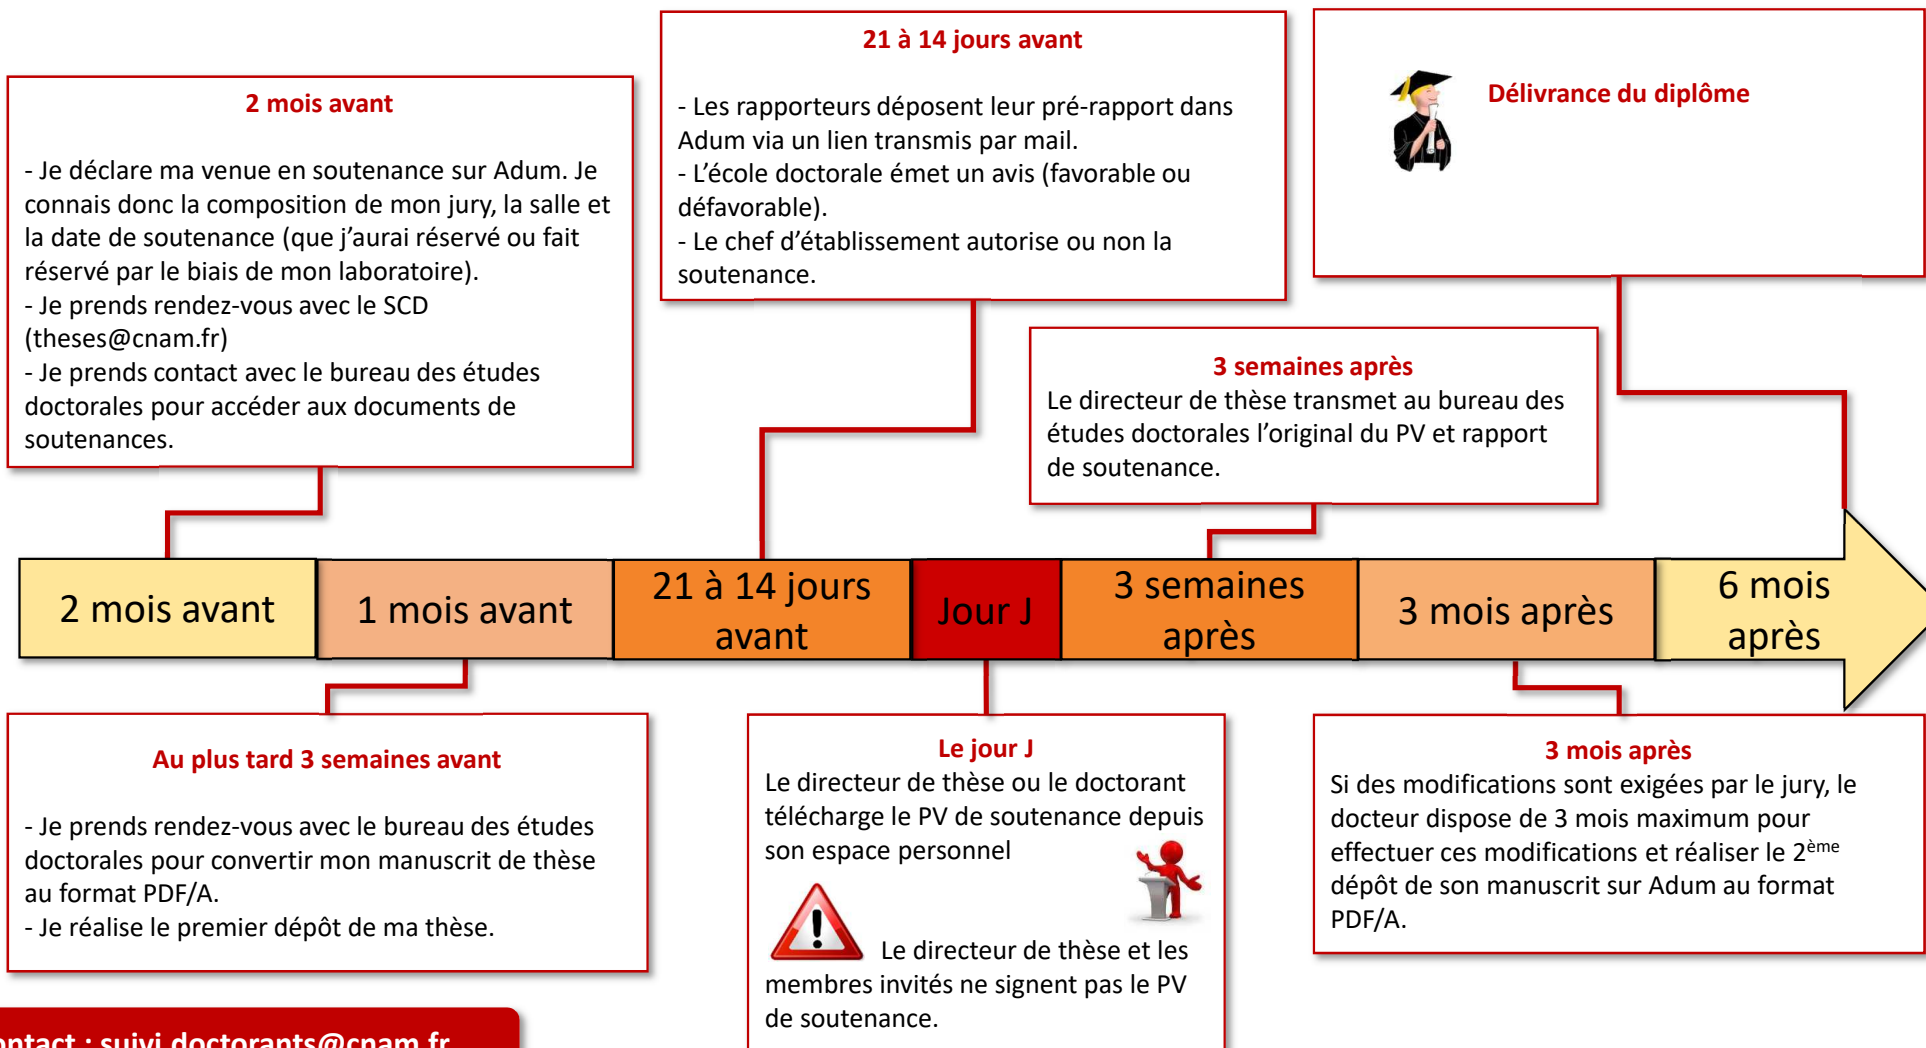 2 mois avant
- Je déclare ma venue en soutenance sur Adum. Je
connais donc la composition de mon jury, la salle et
la date de soutenance (que j’aurai réservé ou fait
réservé par le biais de mon laboratoire).
- Je prends rendez-vous avec le SCD
(theses@cnam.fr)
- Je prends contact avec le bureau des études
doctorales pour accéder aux documents de
soutenances.
21 à 14 jours avant
- Les rapporteurs déposent leur pré-rapport dans
Adum via un lien transmis par mail.
- L’école doctorale émet un avis (favorable ou
défavorable).
- Le chef d’établissement autorise ou non la
soutenance.
Délivrance du diplôme
3 semaines après
Le directeur de thèse transmet au bureau des
études doctorales l’original du PV et rapport
de soutenance.
2 mois avant
1 mois avant
21 à 14 jours
avant
Jour J
3 semaines
après
3 mois après
6 mois
après
Au plus tard 3 semaines avant
- Je prends rendez-vous avec le bureau des études
doctorales pour convertir mon manuscrit de thèse
au format PDF/A.
- Je réalise le premier dépôt de ma thèse.
Le jour J
Le directeur de thèse ou le doctorant
télécharge le PV de soutenance depuis
son espace personnel
Le directeur de thèse et les
membres invités ne signent pas le PV
de soutenance.
3 mois après
Si des modifications sont exigées par le jury, le
docteur dispose de 3 mois maximum pour
effectuer ces modifications et réaliser le 2ème
dépôt de son manuscrit sur Adum au format
PDF/A.
ontact : suivi.doctorants@cnam.fr